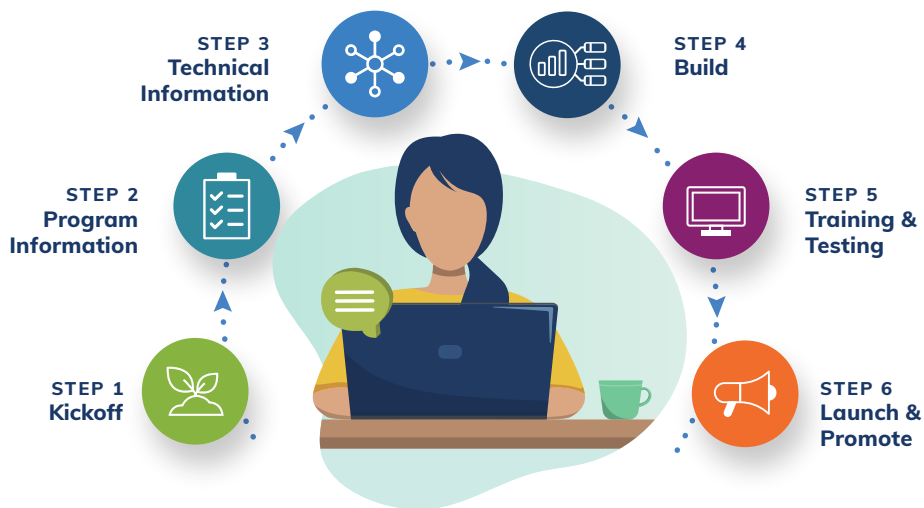 STEP 1
Kickoff
STEP 2
Program
Information
STEP 3
Technical
Information
STEP 4
Build
STEP 5
Training &
Testing
STEP 6
Launch &
Promote